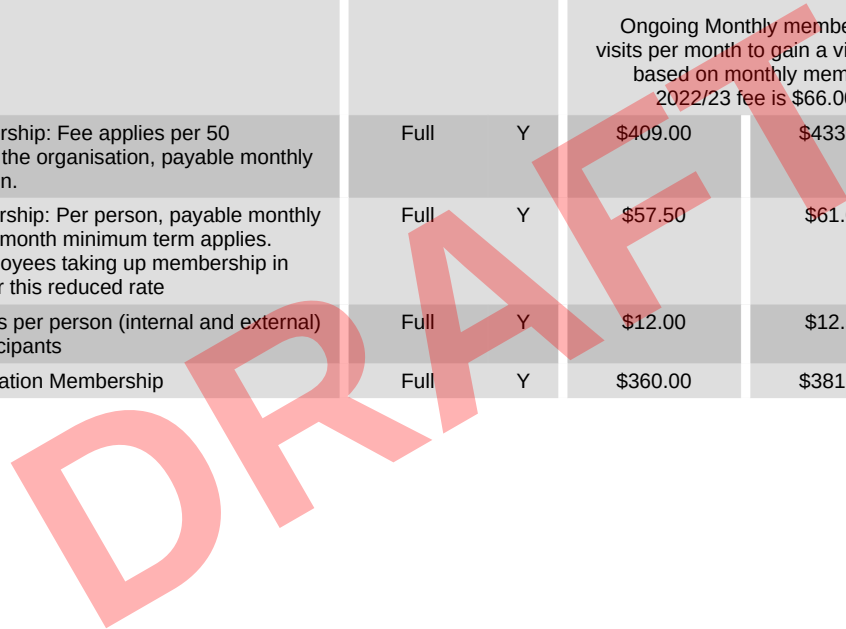 Ongoing Monthly membe
visits per month to gain a vi
based on monthly mem
2022/23 fee is $66.00
rship: Fee applies per 50 Full Y $409.00 $433
the organisation, payable monthly
n.
rship: Per person, payable monthly Full Y $57.50 $61.
month minimum term applies.
oyees taking up membership in
r this reduced rate
s per person (internal and external) Full Y $12.00 $12.
cipants
ation Membership Full Y $360.00 $381
DRAFT